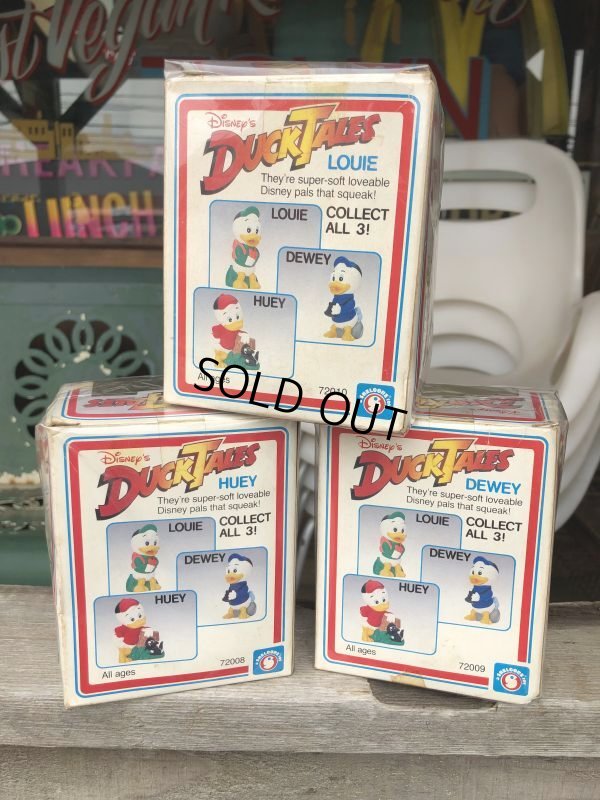 Vegan
LUNCH
Disney's
DUCKTALES
LOUIE
They're super-soft loveable
Disney pals that squeak!
LOUIE
COLLECT
ALL 3!
DEWEY
HUEY
All ages
72010
SOLD OUT
Disney's
DUCKTALES
HUEY
They're super-soft loveable
Disney pals that squeak!
LOUIE
COLLECT
ALL 3!
DEWEY
HUEY
All ages
72008
Disney's
DUCKTALES
DEWEY
They're super-soft loveable
Disney pals that squeak!
LOUIE
COLLECT
ALL 3!
DEWEY
HUEY
All ages
72009